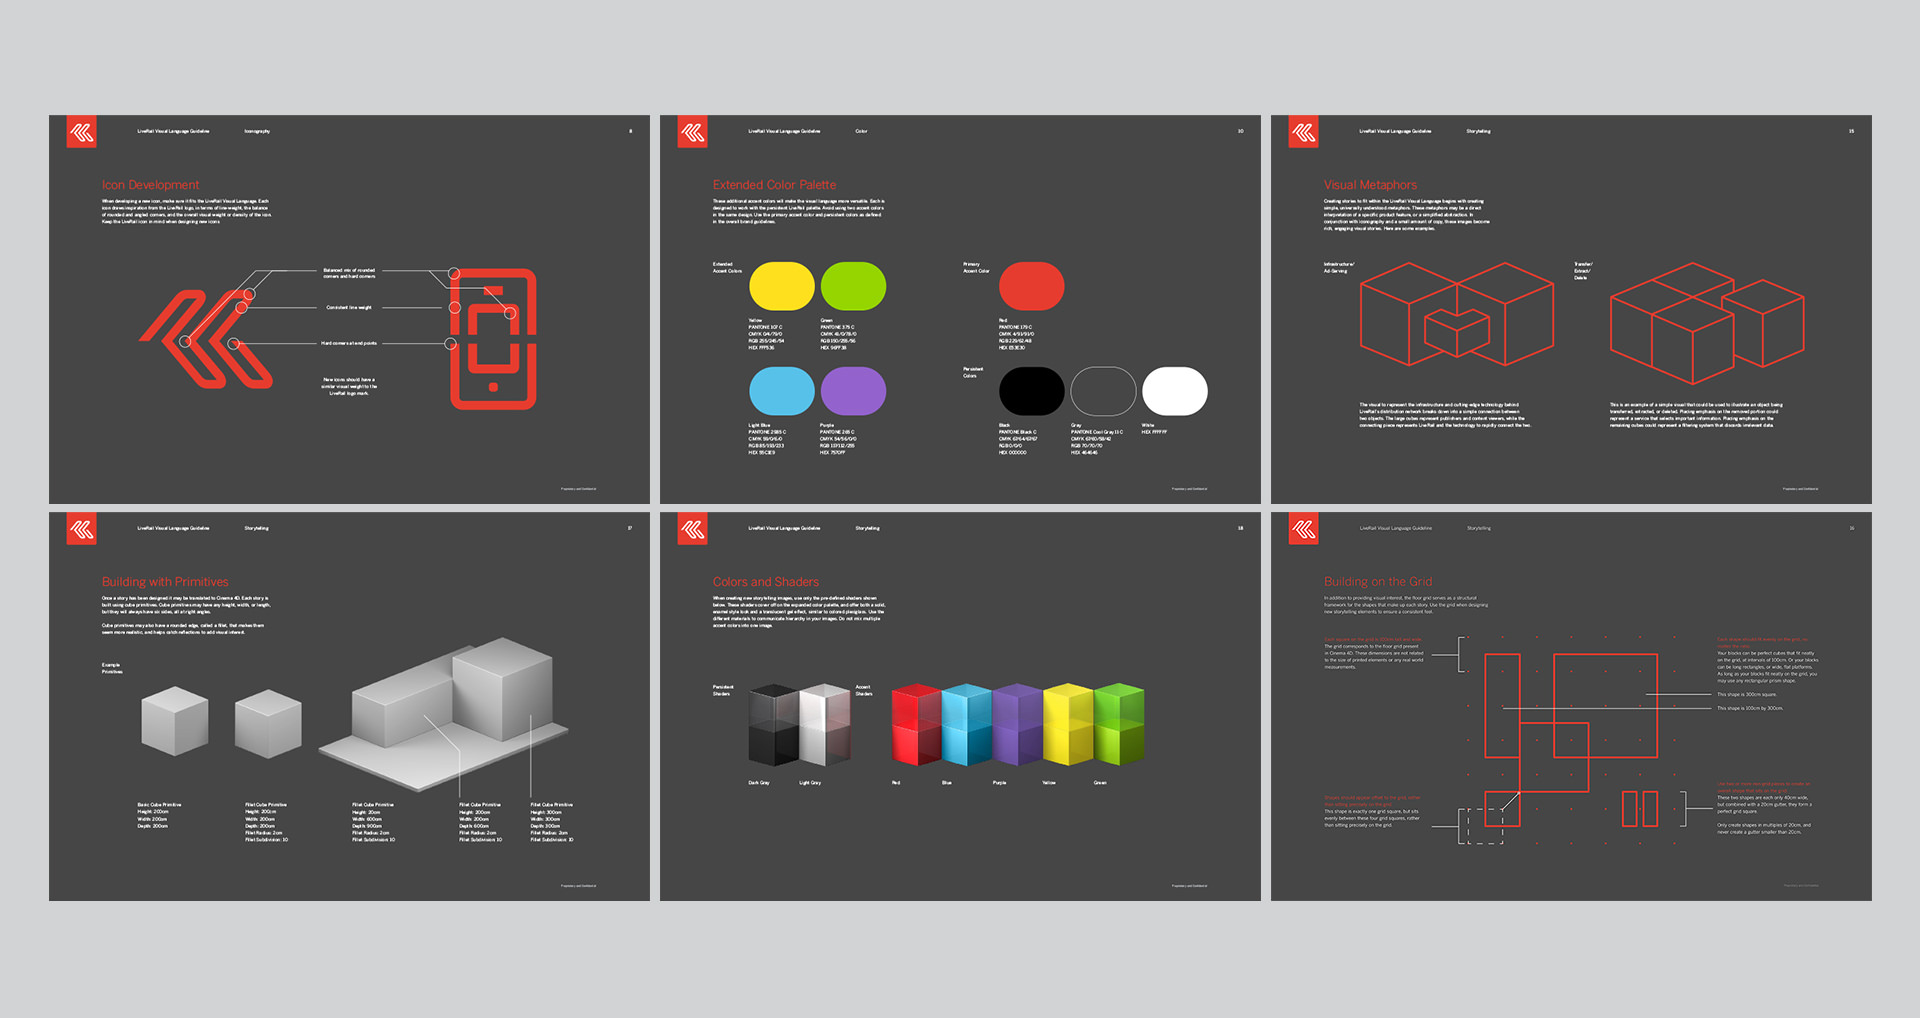 LiveRail Visual Language Guideline
Iconography
8
Icon Development
When developing a new icon, make sure it fits the LiveRail Visual Language. Each
icon draws inspiration from the LiveRail logo, in terms of line weight, the balance
of rounded and angled corners, and the overall visual weight or density of the icon.
Keep the LiveRail icon in mind when designing new icons.
Balanced mix of rounded
corners and hard corners
Consistent line weight
Hard corners at end points
New icons should have a
similar visual weight to the
LiveRail logo mark.
Proprietary and Confidential
LiveRail Visual Language Guideline
Color
10
Extended Color Palette
These additional accent colors will make the visual language more versatile. Each is
designed to work with the persistent LiveRail palette. Avoid using two accent colors
in the same design. Use the primary accent color and persistent colors as defined
in the overall brand guidelines.
Extended
Accent Colors
Yellow
PANTONE 107 C
CMYK 0/4/79/0
RGB 255/245/54
HEX FFF536
Green
PANTONE 375 C
CMYK 41/0/78/0
HEX 96FF38
Light Blue
PANTONE 2985 C
CMYK 59/0/6/0
HEX 55C1E9
Purple
PANTONE 265 C
CMYK 54/56/0/0
HEX 7570FF
Primary
Accent Color
Red
PANTONE 179 C
CMYK 4/91/91/0
RGB 229/62/48
HEX E53E30
Persistent
Colors
Black
PANTONE Black C
RGB 0/0/0
HEX 000000
Gray
PANTONE Cool Gray 11 C
RGB 70/70/70
HEX 464646
White
HEX FFFFFF
Proprietary and Confidential
LiveRail Visual Language Guideline
Storytelling
15
Visual Metaphors
Creating stories to fit within the LiveRail Visual Language begins with creating
simple, universally understood metaphors. These metaphors may be a direct
interpretation of a specific product feature, or a simplified abstraction. In
conjunction with iconography and a small amount of copy, these images become
rich, engaging visual stories. Here are some examples.
Infrastructure/
Ad-Serving
Transfer/
Extract/
Delete
The visual to represent the infrastructure and cutting-edge technology behind
LiveRail's distribution network breaks down into a simple connection between
two objects. The large cubes represent publishers and content viewers, while the
connecting piece represents LiveRail and the technology to rapidly connect the two.
This is an example of a simple visual that could be used to illustrate an object being
transferred, extracted, or deleted. Placing emphasis on the removed portion could
represent a service that selects important information. Placing emphasis on the
remaining cubes could represent a filtering system that discards irrelevant data.
Proprietary and Confidential
LiveRail Visual Language Guideline
Storytelling
17
Building with Primitives
Once a story has been designed it may be translated to Cinema 4D. Each story is
built using cube primitives. Cube primitives may have any height, width, or length,
but they will always have six sides, all at right angles.
Cube primitives may also have a rounded edge, called a fillet, that makes them
seem more realistic, and helps catch reflections to add visual interest.
Example
Primitives
Basic Cube Primitive
Height: 200cm
Width: 200cm
Depth: 200cm
Fillet Cube Primitive
Height: 200cm
Width: 200cm
Depth: 200cm
Fillet Radius: 2cm
Fillet Subdivision: 10
Fillet Cube Primitive
Height: 20cm
Width: 600cm
Depth: 900cm
Fillet Radius: 2cm
Fillet Subdivision: 10
Fillet Cube Primitive
Height: 200cm
Width: 200cm
Depth: 600cm
Fillet Radius: 2cm
Fillet Subdivision: 10
Fillet Cube Primitive
Height: 300cm
Width: 300cm
Depth: 300cm
Fillet Radius: 2cm
Fillet Subdivision: 10
Proprietary and Confidential
LiveRail Visual Language Guideline
Storytelling
18
Colors and Shaders
When creating new storytelling images, use only the pre-defined shaders shown
below. These shaders cover off on the expanded color palette, and offer both a solid,
enamel style look and a translucent gel effect, similar to colored plexiglass. Use the
different materials to communicate hierarchy in your images. Do not mix multiple
accent colors into one image.
Persistent
Shaders
Accent
Shaders
Dark Gray
Light Gray
Red
Blue
Purple
Yellow
Green
Proprietary and Confidential
LiveRail Visual Language Guideline
Storytelling
16
Building on the Grid
In addition to providing visual interest, the floor grid serves as a structural
framework for the shapes that make up each story. Use the grid when designing
new storytelling elements to ensure a consistent feel.
The grid corresponds to the floor grid present
in Cinema 4D. These dimensions are not related
to the size of printed elements or any real world
measurements.
Your blocks can be perfect cubes that fit neatly
on the grid, at intervals of 100cm. Or your blocks
can be long rectangles, or wide, flat platforms.
As long as your blocks fit neatly on the grid, you
may use any rectangular prism shape.
This shape is 300cm square.
This shape is 100cm by 300cm.
This shape is exactly one grid square, but sits
evenly between these four grid squares, rather
than sitting precisely on the grid.
These two shapes are each only 40cm wide,
but combined with a 20cm gutter, they form a
perfect grid square.
Only create shapes in multiples of 20cm, and
never create a gutter smaller than 20cm.